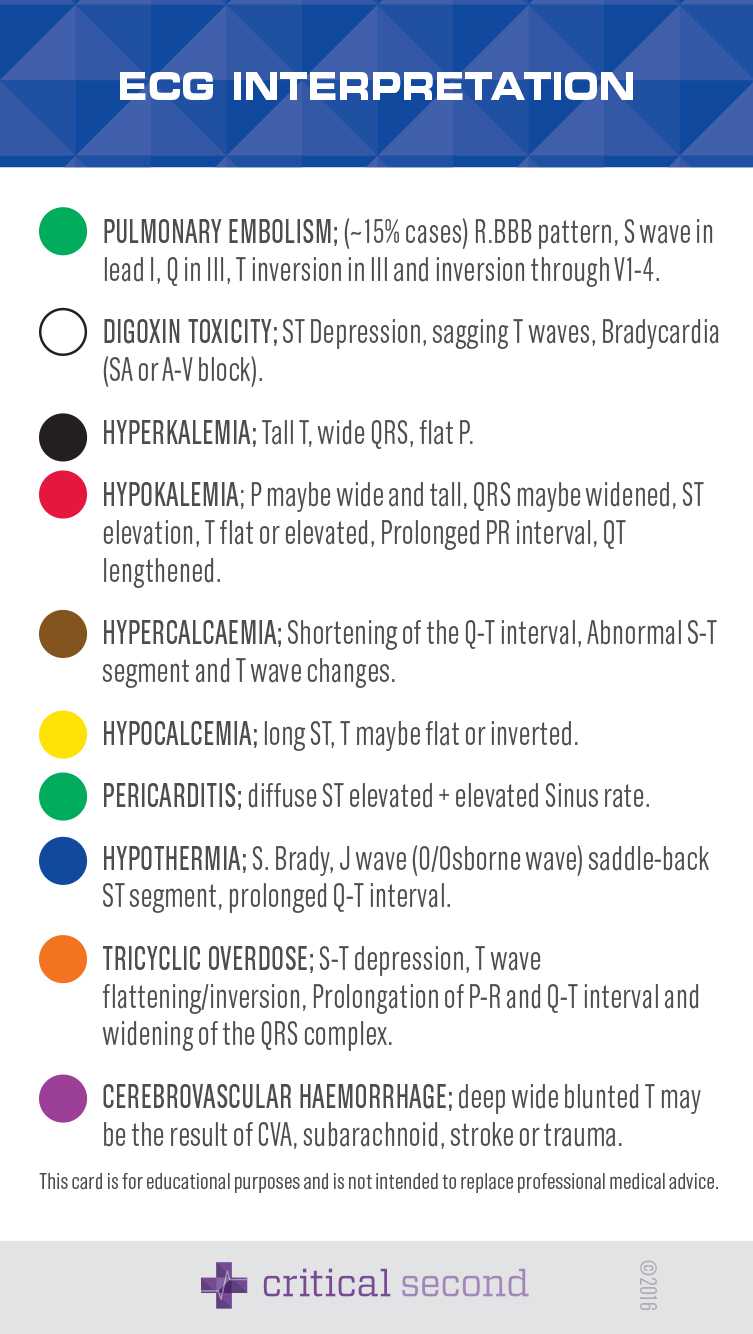 ECG INTERPRETATION
PULMONARY EMBOLISM; (~15% cases) R.BBB pattern, S wave in
lead I, Q in III, T inversion in III and inversion through V1-4.
DIGOXIN TOXICITY; ST Depression, sagging T waves, Bradycardia
(SA or A-V block).
HYPERKALEMIA; Tall T, wide QRS, flat P.
HYPOKALEMIA; P maybe wide and tall, QRS maybe widened, ST
elevation, T flat or elevated, Prolonged PR interval, QT
lengthened.
HYPERCALCAEMIA; Shortening of the Q-T interval, Abnormal S-T
segment and T wave changes.
HYPOCALCEMIA; long ST, T maybe flat or inverted.
PERICARDITIS; diffuse ST elevated + elevated Sinus rate.
HYPOTHERMIA; S. Brady, J wave (O/Osborne wave) saddle-back
ST segment, prolonged Q-T interval.
TRICYCLIC OVERDOSE; S-T depression, T wave
flattening/inversion, Prolongation of P-R and Q-T interval and
widening of the QRS complex.
CEREBROVASCULAR HAEMORRHAGE; deep wide blunted T may
be the result of CVA, subarachnoid, stroke or trauma.
This card is for educational purposes and is not intended to replace professional medical advice.
critical second
©2016